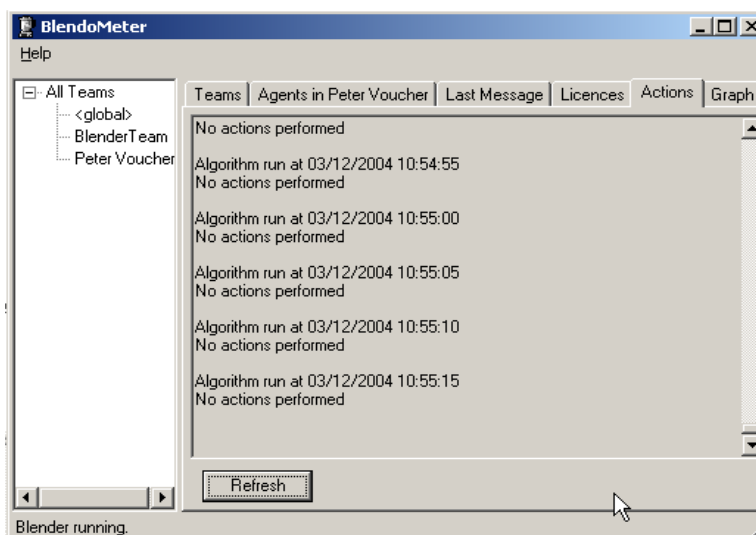 BlendoMeter
Help
All Teams
<global>
BlenderTeam
Peter Voucher
Teams
Agents in Peter Voucher
Last Message
Licences
Actions
Graph
No actions performed
Algorithm run at 03/12/2004 10:54:55
No actions performed
Algorithm run at 03/12/2004 10:55:00
No actions performed
Algorithm run at 03/12/2004 10:55:05
No actions performed
Algorithm run at 03/12/2004 10:55:10
No actions performed
Algorithm run at 03/12/2004 10:55:15
No actions performed
Refresh
Blender running.